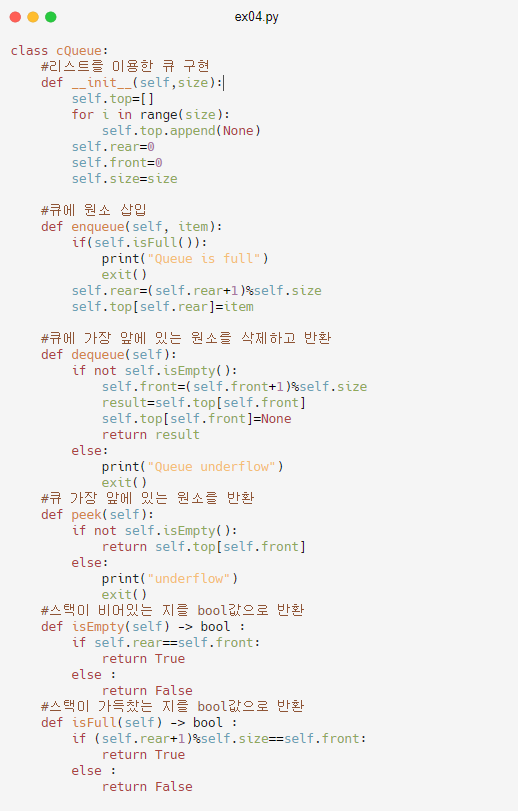 ex04.py
class cQueue:
    #리스트를 이용한 큐 구현
    def __init__(self,size):
        self.top=[]
        for i in range(size):
            self.top.append(None)
        self.rear=0
        self.front=0
        self.size=size

    #큐에 원소 삽입
    def enqueue(self, item):
        if(self.isFull()):
            print("Queue is full")
            exit()
        self.rear=(self.rear+1)%self.size
        self.top[self.rear]=item

    #큐에 가장 앞에 있는 원소를 삭제하고 반환
    def dequeue(self):
        if not self.isEmpty():
            self.front=(self.front+1)%self.size
            result=self.top[self.front]
            self.top[self.front]=None
            return result
        else:
            print("Queue underflow")
            exit()
    #큐 가장 앞에 있는 원소를 반환
    def peek(self):
        if not self.isEmpty():
            return self.top[self.front]
        else:
            print("underflow")
            exit()
    #스택이 비어있는 지를 bool값으로 반환
    def isEmpty(self) -> bool :
        if self.rear==self.front:
            return True
        else :
            return False
    #스택이 가득찼는 지를 bool값으로 반환
    def isFull(self) -> bool :
        if (self.rear+1)%self.size==self.front:
            return True
        else :
            return False